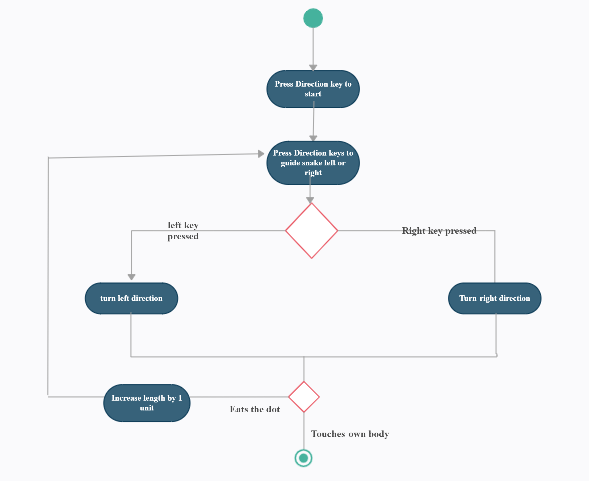 Press Direction key to
start
Press Direction keys to
guide snake left or
right
left key
pressed
Right key pressed
turn left direction
Turn right direction
Increase length by 1
unit
Eats the dot
Touches own body